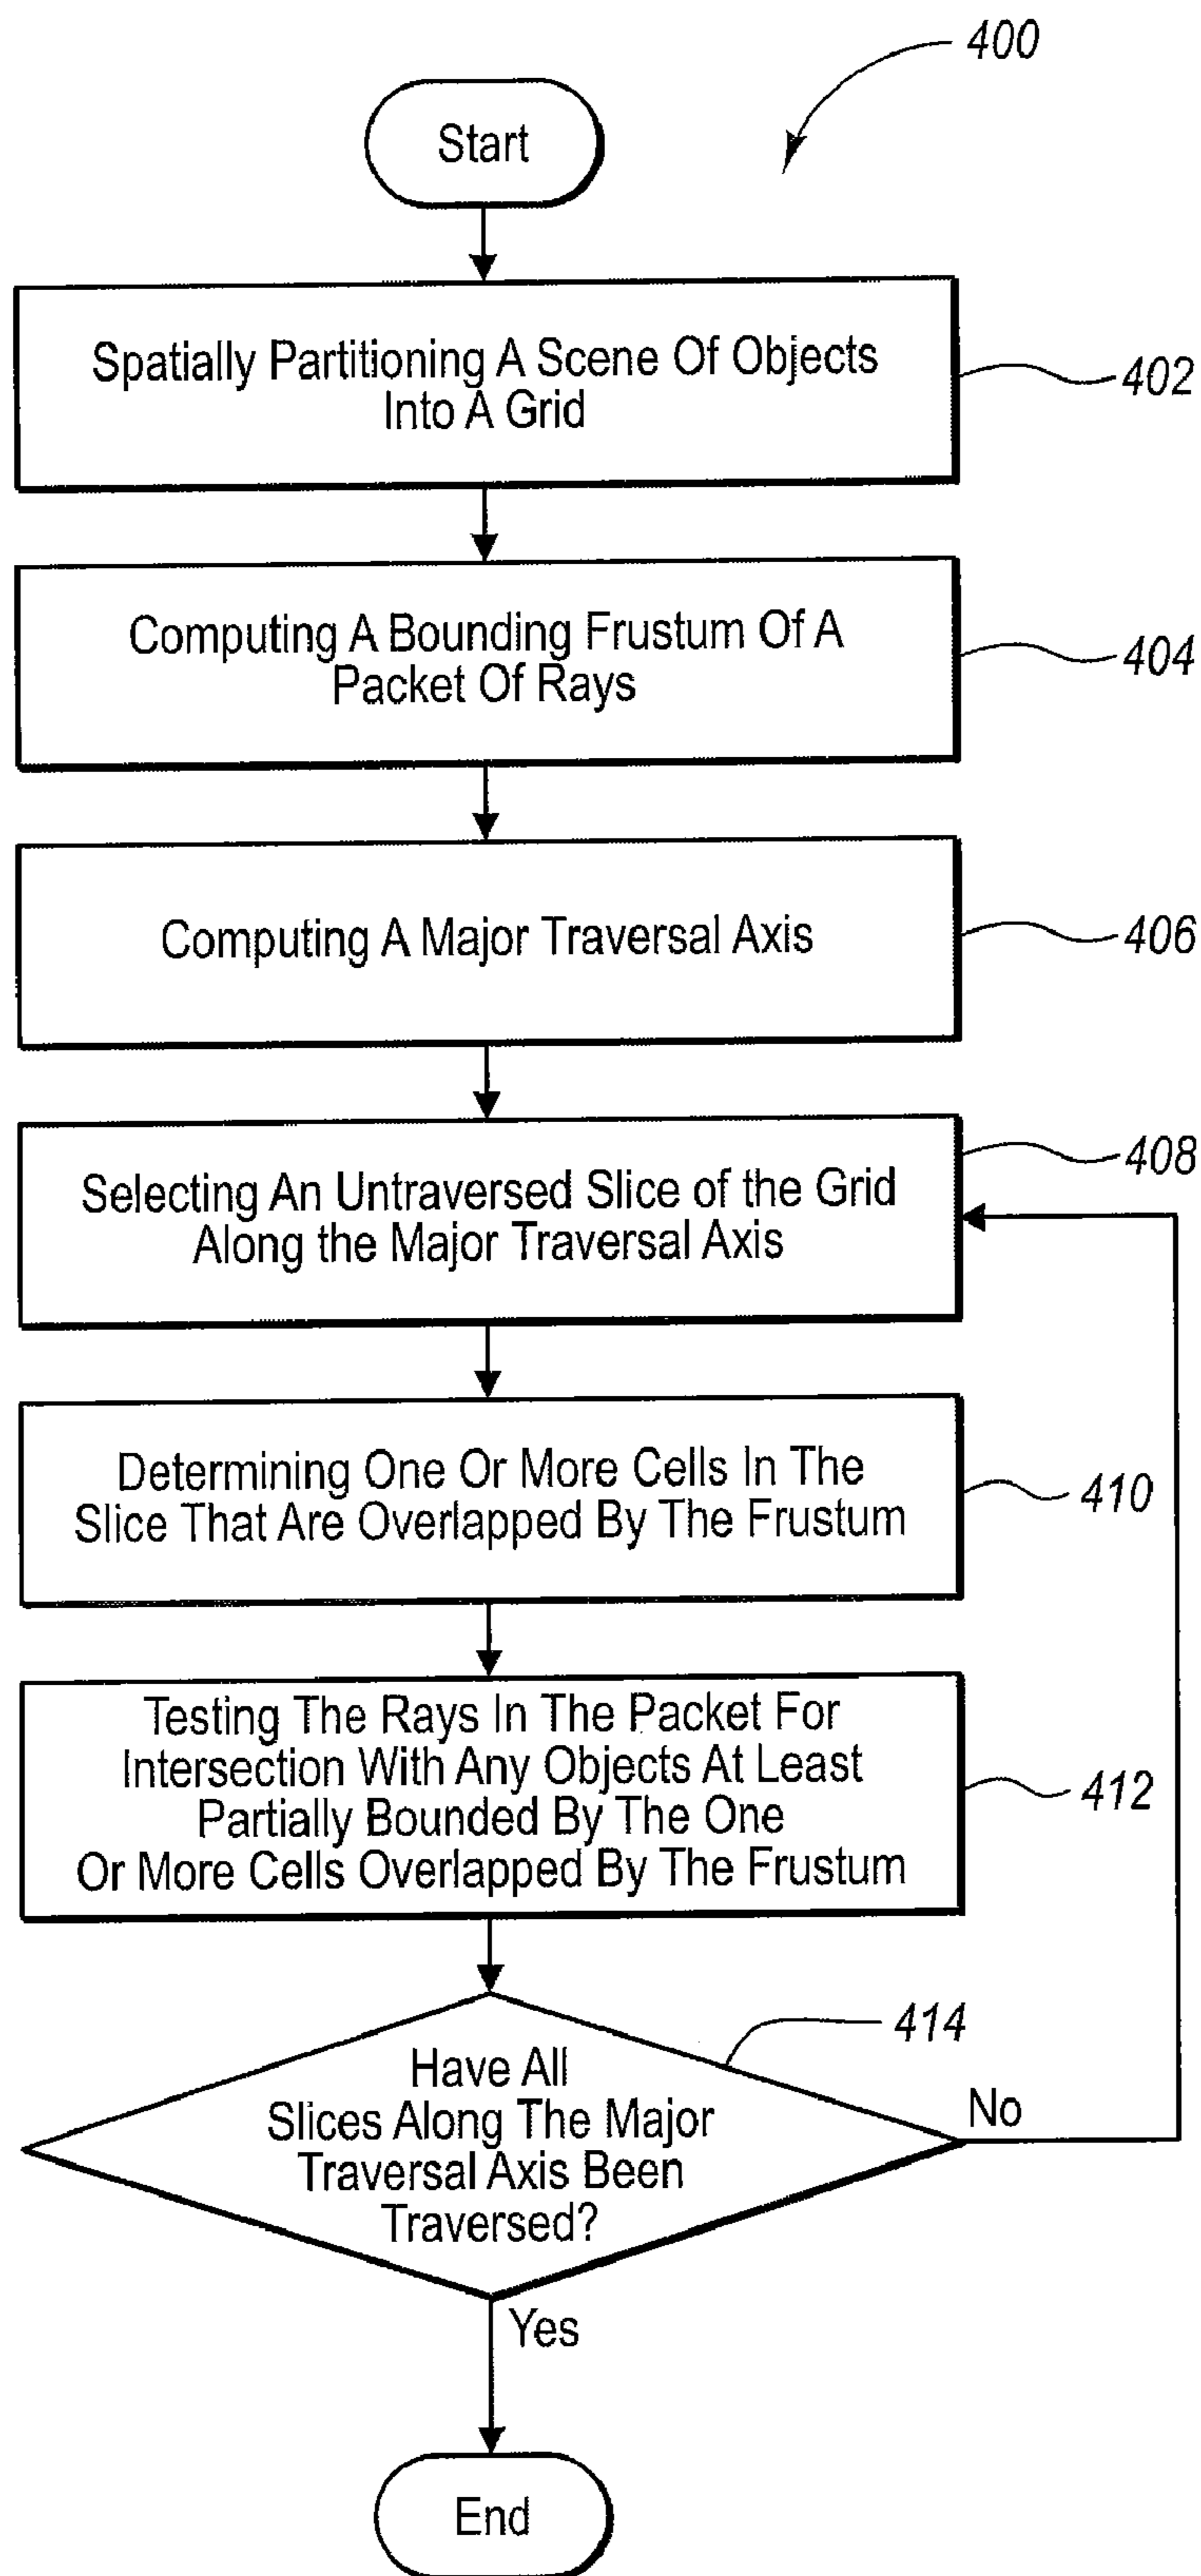 400
Start
Spatially Partitioning A Scene Of Objects
Into A Grid
402
Computing A Bounding Frustum Of A
Packet Of Rays
404
Computing A Major Traversal Axis
406
Selecting An Untraversed Slice of the Grid
Along the Major Traversal Axis
408
Determining One Or More Cells In The
Slice That Are Overlapped By The Frustum
410
Testing The Rays In The Packet For
Intersection With Any Objects At Least
Partially Bounded By The One
Or More Cells Overlapped By The Frustum
412
414
Have All
Slices Along The Major
Traversal Axis Been
Traversed?
No
Yes
End